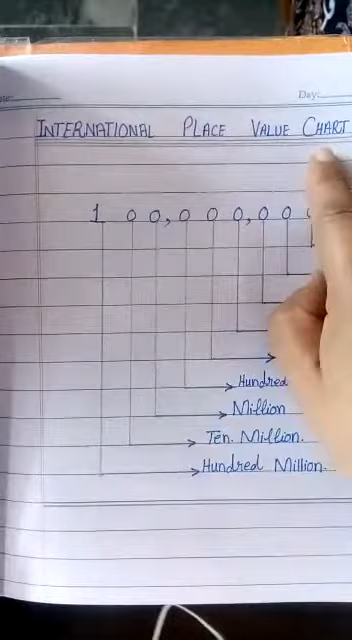 Day:
INTERNATIONAL PLACE VALUE CHART
1 0 0, 0 0 0, 0 0
Hundred
Million
Ten. Million.
Hundred Million.